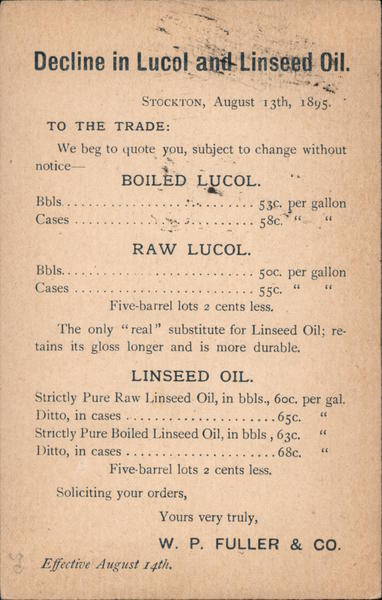 Decline in Lucol and Linseed Oil.
STOCKTON, August 13th, 1895.
TO THE TRADE:
We beg to quote you, subject to change without
notice—
BOILED LUCOL.
Bbls............................ 53c. per gallon
Cases .......................... 58c. " "
RAW LUCOL.
Bbls............................ 50c. per gallon
Cases .......................... 55c. " "
Five-barrel lots 2 cents less.
The only "real" substitute for Linseed Oil; re-
tains its gloss longer and is more durable.
LINSEED OIL.
Strictly Pure Raw Linseed Oil, in bbls., 60c. per gal.
Ditto, in cases ......................65c. "
Strictly Pure Boiled Linseed Oil, in bbls , 63c. "
Ditto, in cases ......................68c. "
Five-barrel lots 2 cents less.
Soliciting your orders,
Yours very truly,
W. P. FULLER & CO.
Effective August 14th.